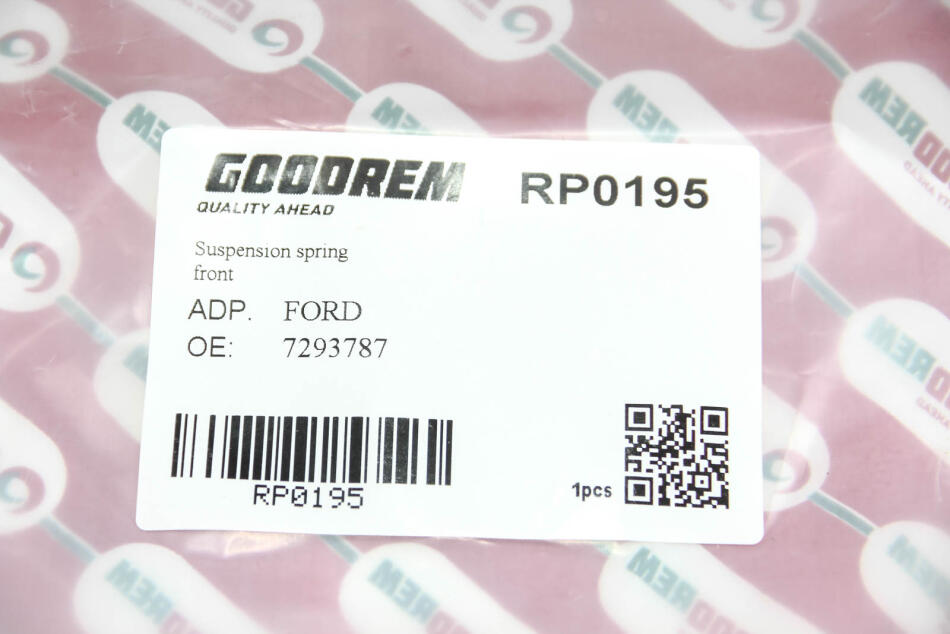 GOODREM
QUALITY AHEAD
RP0195
Suspension spring
front
ADP. FORD
OE: 7293787
RP0195
1pcs